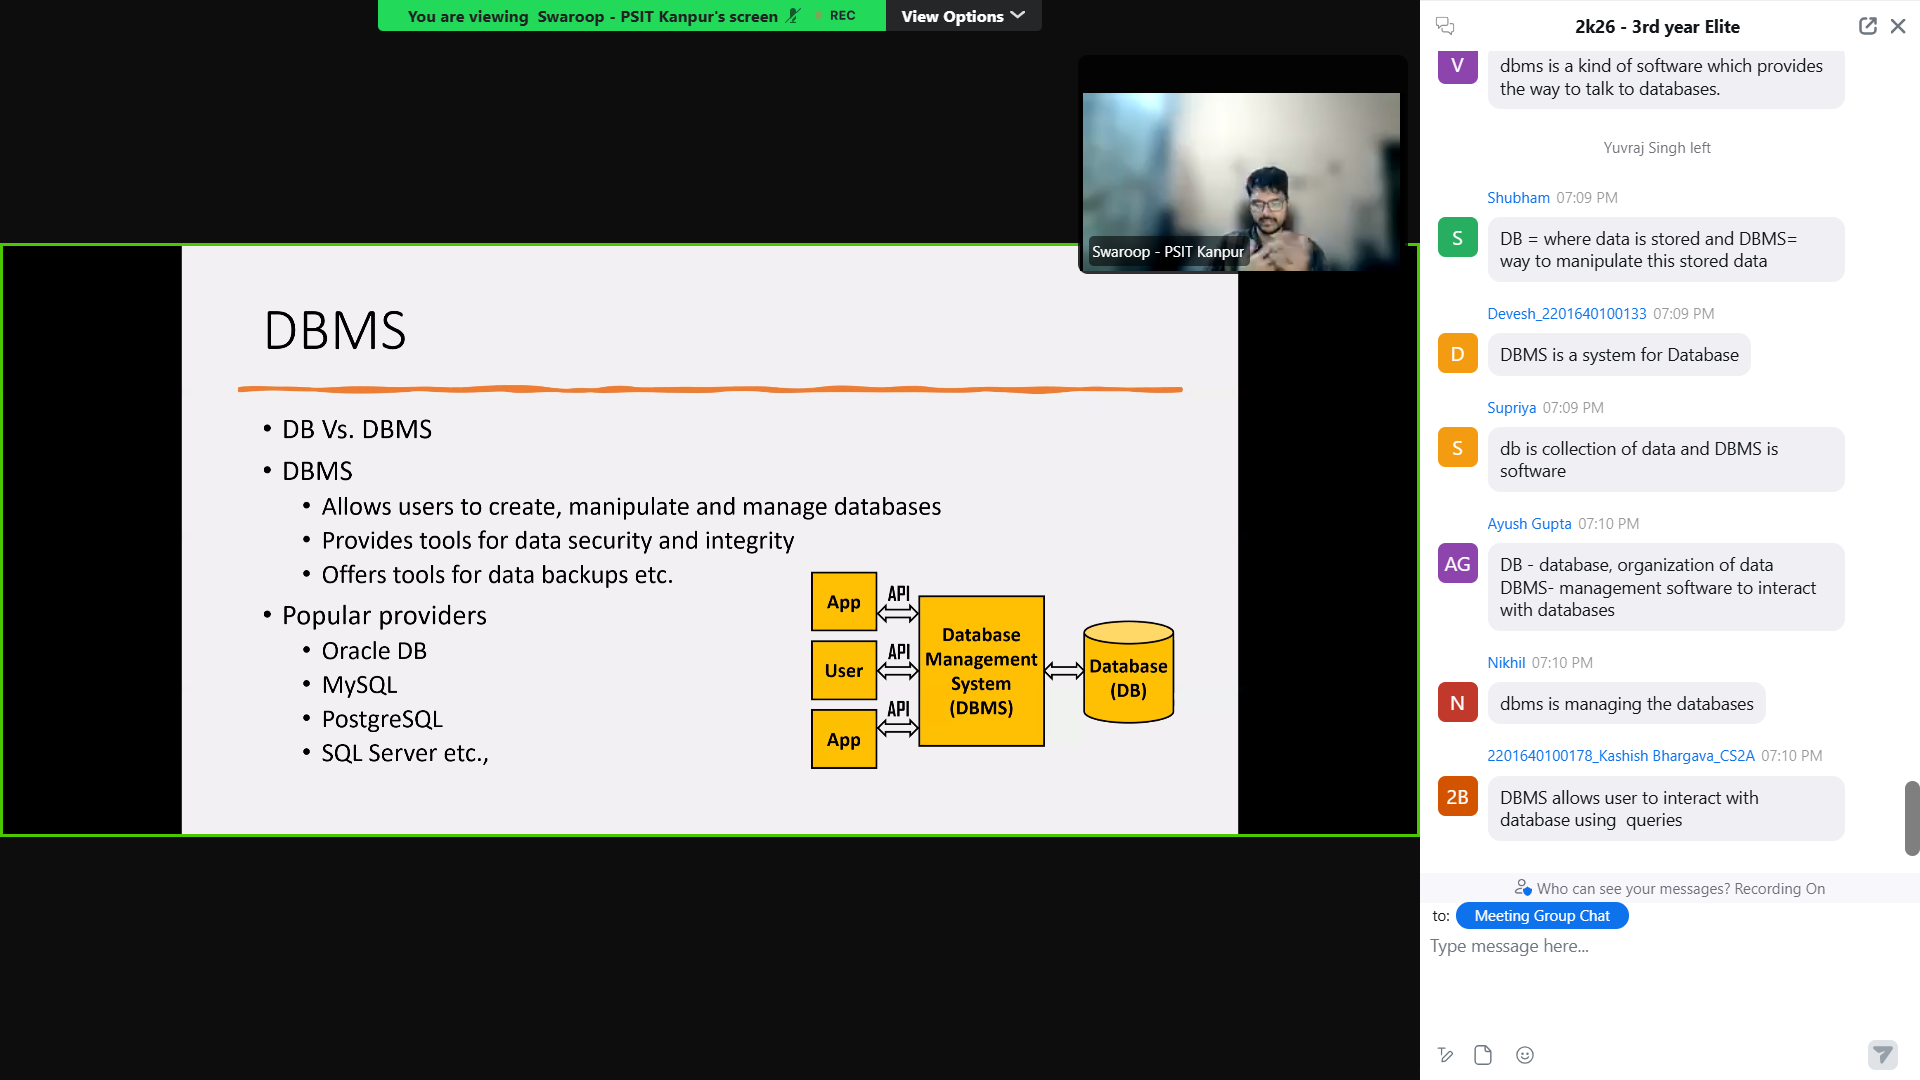 You are viewing Swaroop - PSIT Kanpur's screen
REC
View Options
Swaroop - PSIT Kanpur
DBMS
• DB Vs. DBMS
• DBMS
• Allows users to create, manipulate and manage databases
• Provides tools for data security and integrity
• Offers tools for data backups etc.
• Popular providers
• Oracle DB
• MySQL
• PostgreSQL
• SQL Server etc.,
App
API
User
API
App
API
Database
Management
System
(DBMS)
Database
(DB)
2k26 - 3rd year Elite
V
dbms is a kind of software which provides
the way to talk to databases.
Yuvraj Singh left
Shubham 07:09 PM
S
DB = where data is stored and DBMS=
way to manipulate this stored data
Devesh_2201640100133 07:09 PM
D
DBMS is a system for Database
Supriya 07:09 PM
S
db is collection of data and DBMS is
software
Ayush Gupta 07:10 PM
AG
DB - database, organization of data
DBMS- management software to interact
with databases
Nikhil 07:10 PM
N
dbms is managing the databases
2201640100178_Kashish Bhargava_CS2A 07:10 PM
2B
DBMS allows user to interact with
database using  queries
Who can see your messages? Recording On
to: Meeting Group Chat
Type message here...